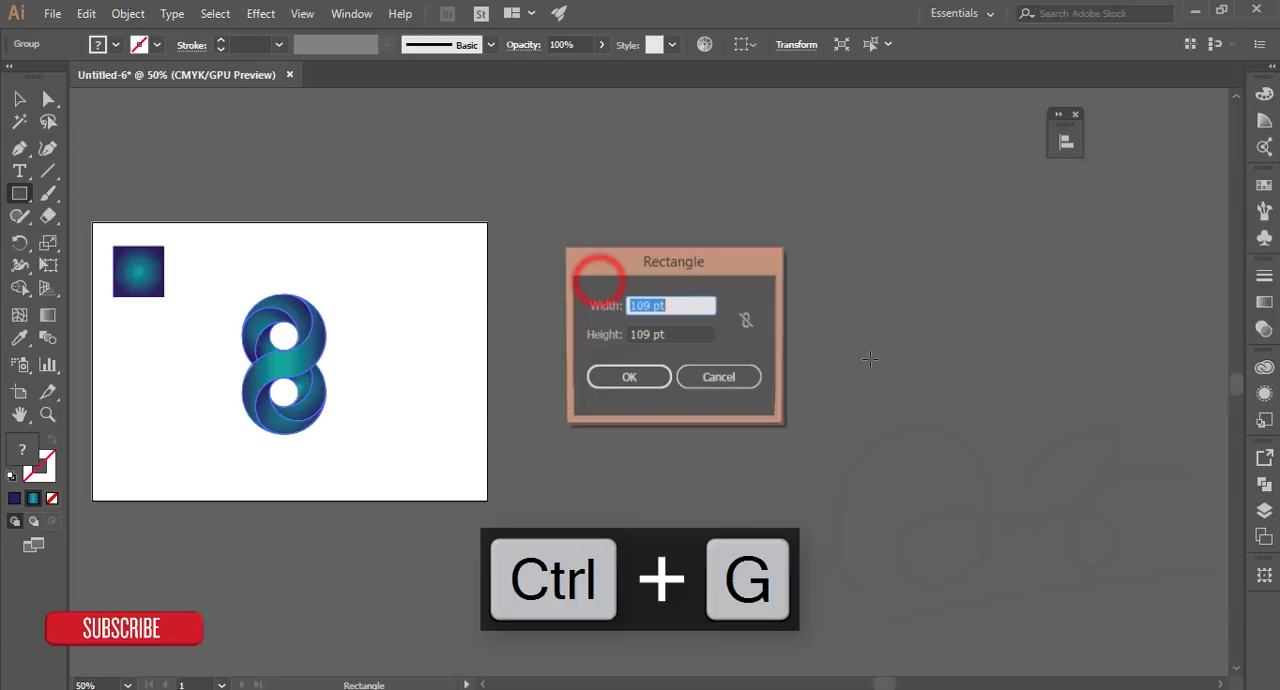 Ai File Edit Object Type Select Effect View Window Help Br St Essentials Search Adobe Stock
Group ? Stroke: Basic Opacity: 100% Style: Transform
Untitled-6* @ 50% (CMYK/GPU Preview)
Rectangle
Width: 109 pt
Height: 109 pt
OK Cancel
?
Ctrl + G
SUBSCRIBE
50% 1 Rectangle